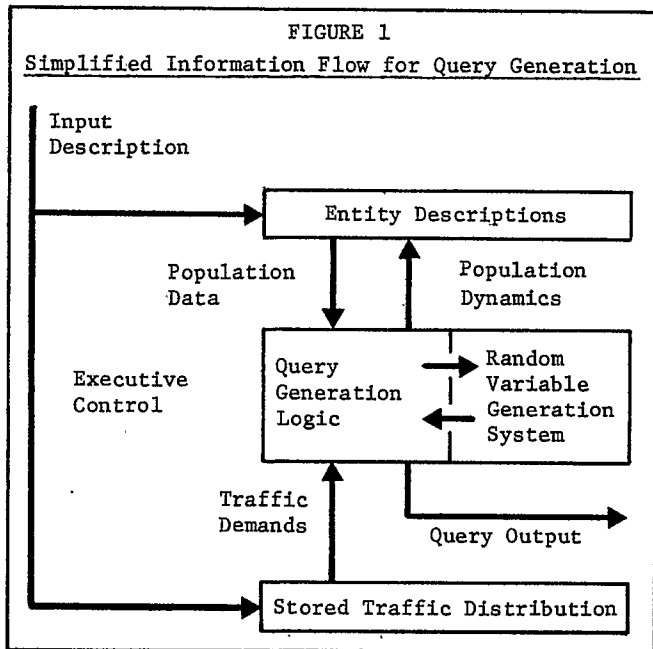 FIGURE 1
Simplified Information Flow for Query Generation
Input
Description
Entity Descriptions
Population
Data
Population
Dynamics
Executive
Control
Query
Generation
Logic
Random
Variable
Generation
System
Traffic
Demands
Query Output
Stored Traffic Distribution